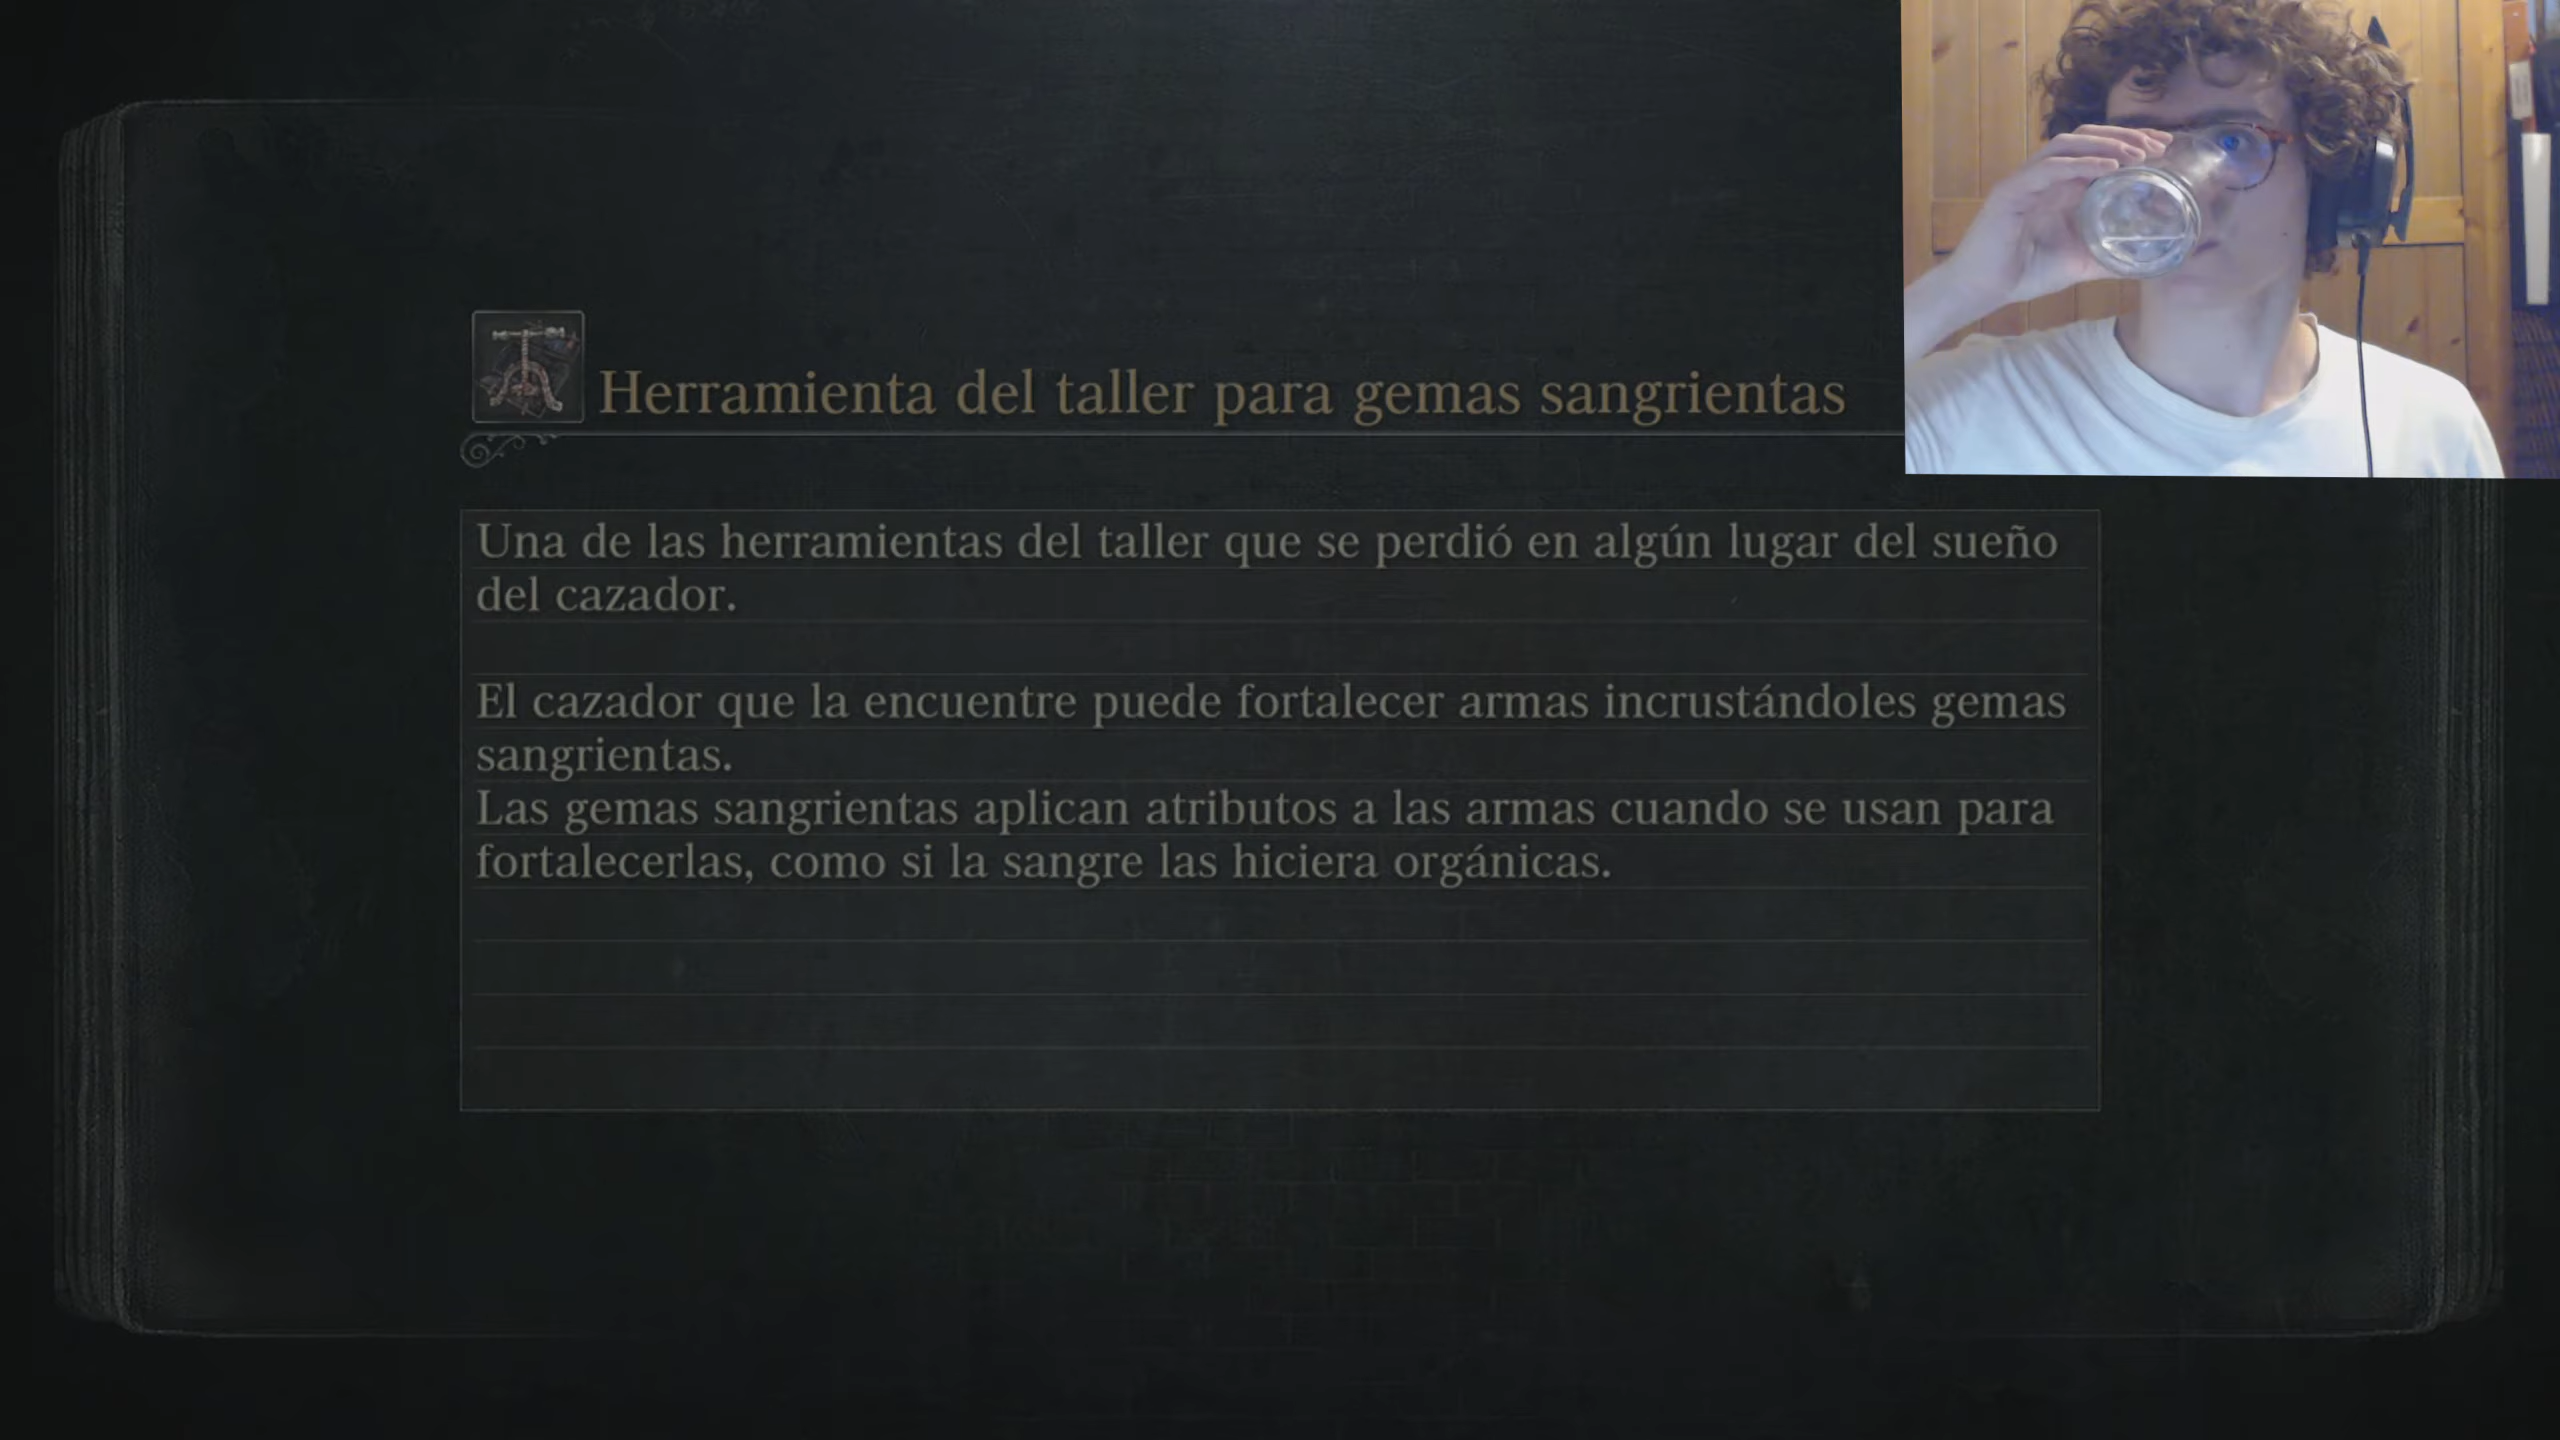 Herramienta del taller para gemas sangrientas
Una de las herramientas del taller que se perdió en algún lugar del sueño
del cazador.
El cazador que la encuentre puede fortalecer armas incrustándoles gemas
sangrientas.
Las gemas sangrientas aplican atributos a las armas cuando se usan para
fortalecerlas, como si la sangre las hiciera orgánicas.